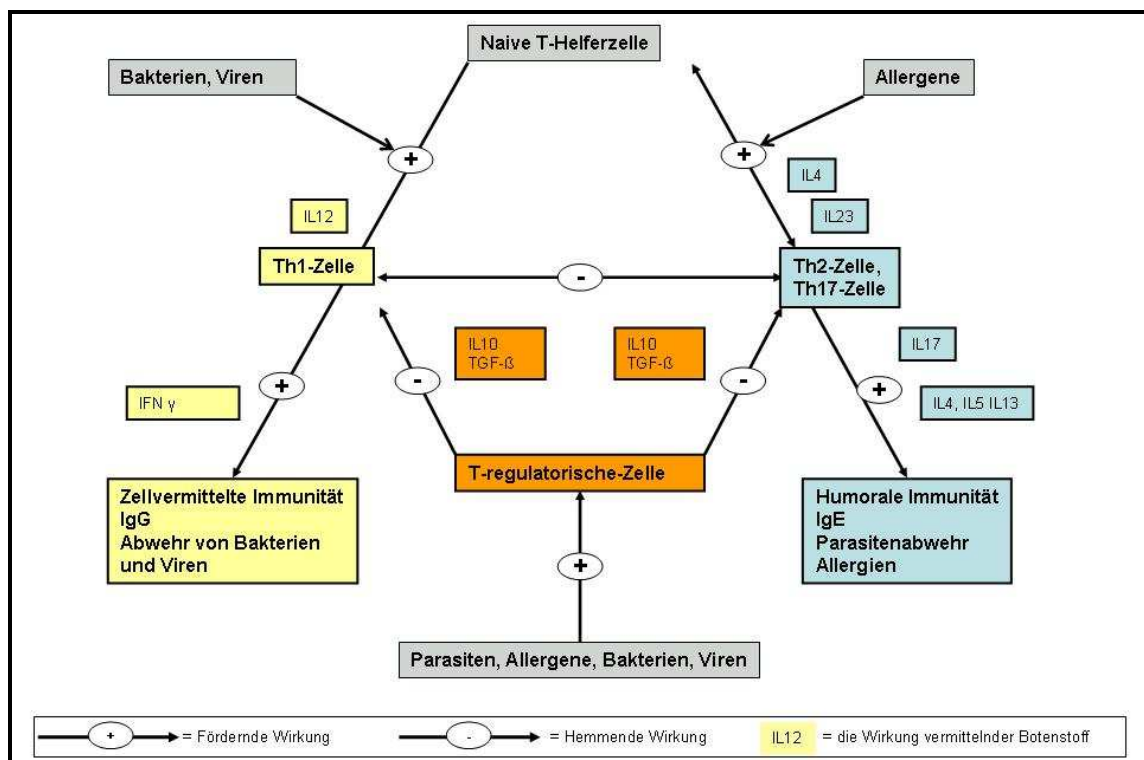 Naive T-Helferzelle
Bakterien, Viren
Allergene
+
+
IL4
IL12
IL23
Th1-Zelle
-
Th2-Zelle,
Th17-Zelle
IL10
TGF-ß
IL10
TGF-ß
IL17
-
-
+
+
IFN γ
IL4, IL5 IL13
T-regulatorische-Zelle
Zellvermittelte Immunität
IgG
Abwehr von Bakterien
und Viren
Humorale Immunität
IgE
Parasitenabwehr
Allergien
+
Parasiten, Allergene, Bakterien, Viren
+ = Fördernde Wirkung
- = Hemmende Wirkung
IL12 = die Wirkung vermittelnder Botenstoff